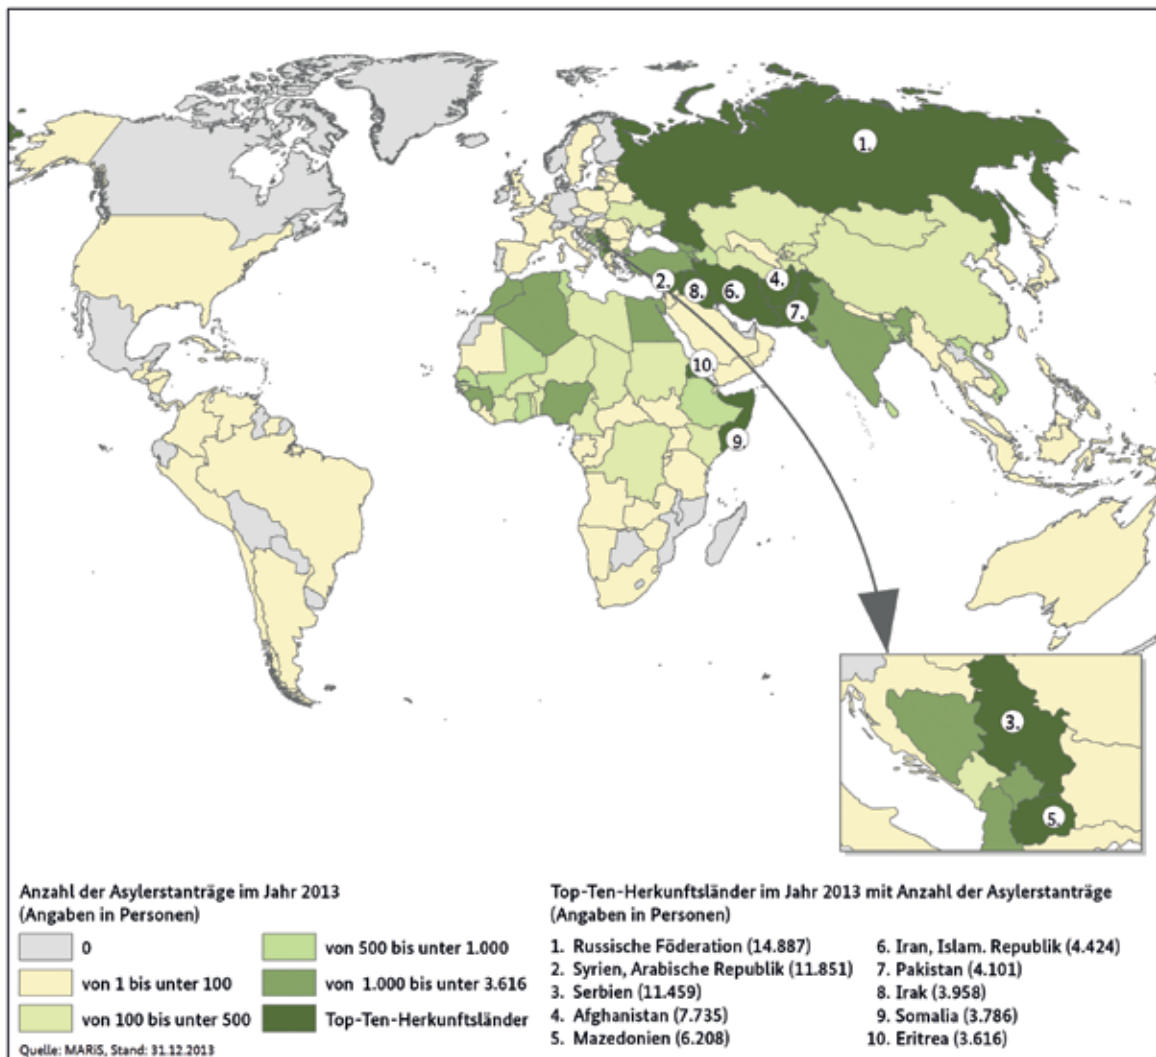 1.
2.
8.
6.
4.
7.
10.
9.
3.
5.
Anzahl der Asylerstanträge im Jahr 2013
(Angaben in Personen)
0
von 1 bis unter 100
von 100 bis unter 500
von 500 bis unter 1.000
von 1.000 bis unter 3.616
Top-Ten-Herkunftsländer
Quelle: MARiS, Stand: 31.12.2013
Top-Ten-Herkunftsländer im Jahr 2013 mit Anzahl der Asylerstanträge
(Angaben in Personen)
1. Russische Föderation (14.887)
2. Syrien, Arabische Republik (11.851)
3. Serbien (11.459)
4. Afghanistan (7.735)
5. Mazedonien (6.208)
6. Iran, Islam. Republik (4.424)
7. Pakistan (4.101)
8. Irak (3.958)
9. Somalia (3.786)
10. Eritrea (3.616)